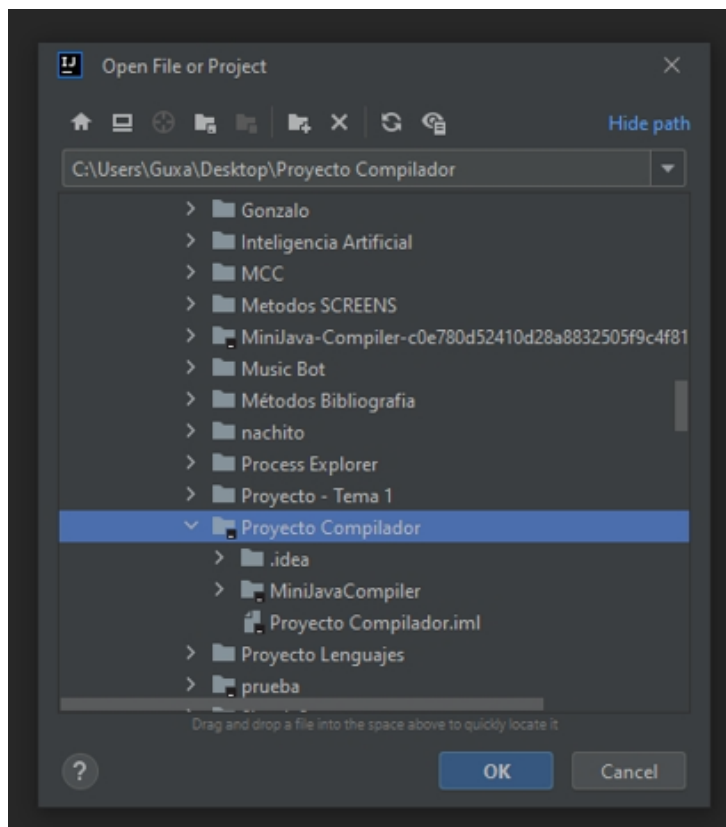 Open File or Project
Hide path
C:\Users\Guxa\Desktop\Proyecto Compilador
Gonzalo
Inteligencia Artificial
MCC
Metodos SCREENS
MiniJava-Compiler-c0e780d52410d28a8832505f9c4f81
Music Bot
Métodos Bibliografia
nachito
Process Explorer
Proyecto - Tema 1
Proyecto Compilador
.idea
MiniJavaCompiler
Proyecto Compilador.iml
Proyecto Lenguajes
prueba
Drag and drop a file into the space above to quickly locate it
?
OK
Cancel